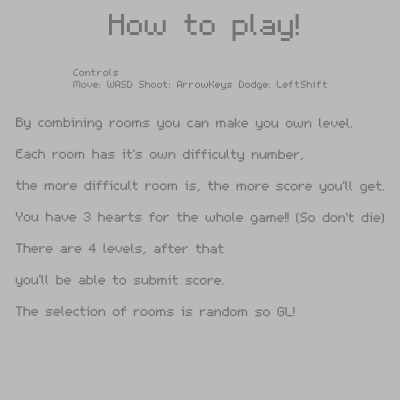 How to play!
Controls
Move: WASD Shoot: ArrowKeys Dodge: LeftShift
By combining rooms you can make you own level.
Each room has it's own difficulty number,
the more difficult room is, the more score you'll get.
You have 3 hearts for the whole game!! (So don't die)
There are 4 levels, after that
you'll be able to submit score.
The selection of rooms is random so GL!